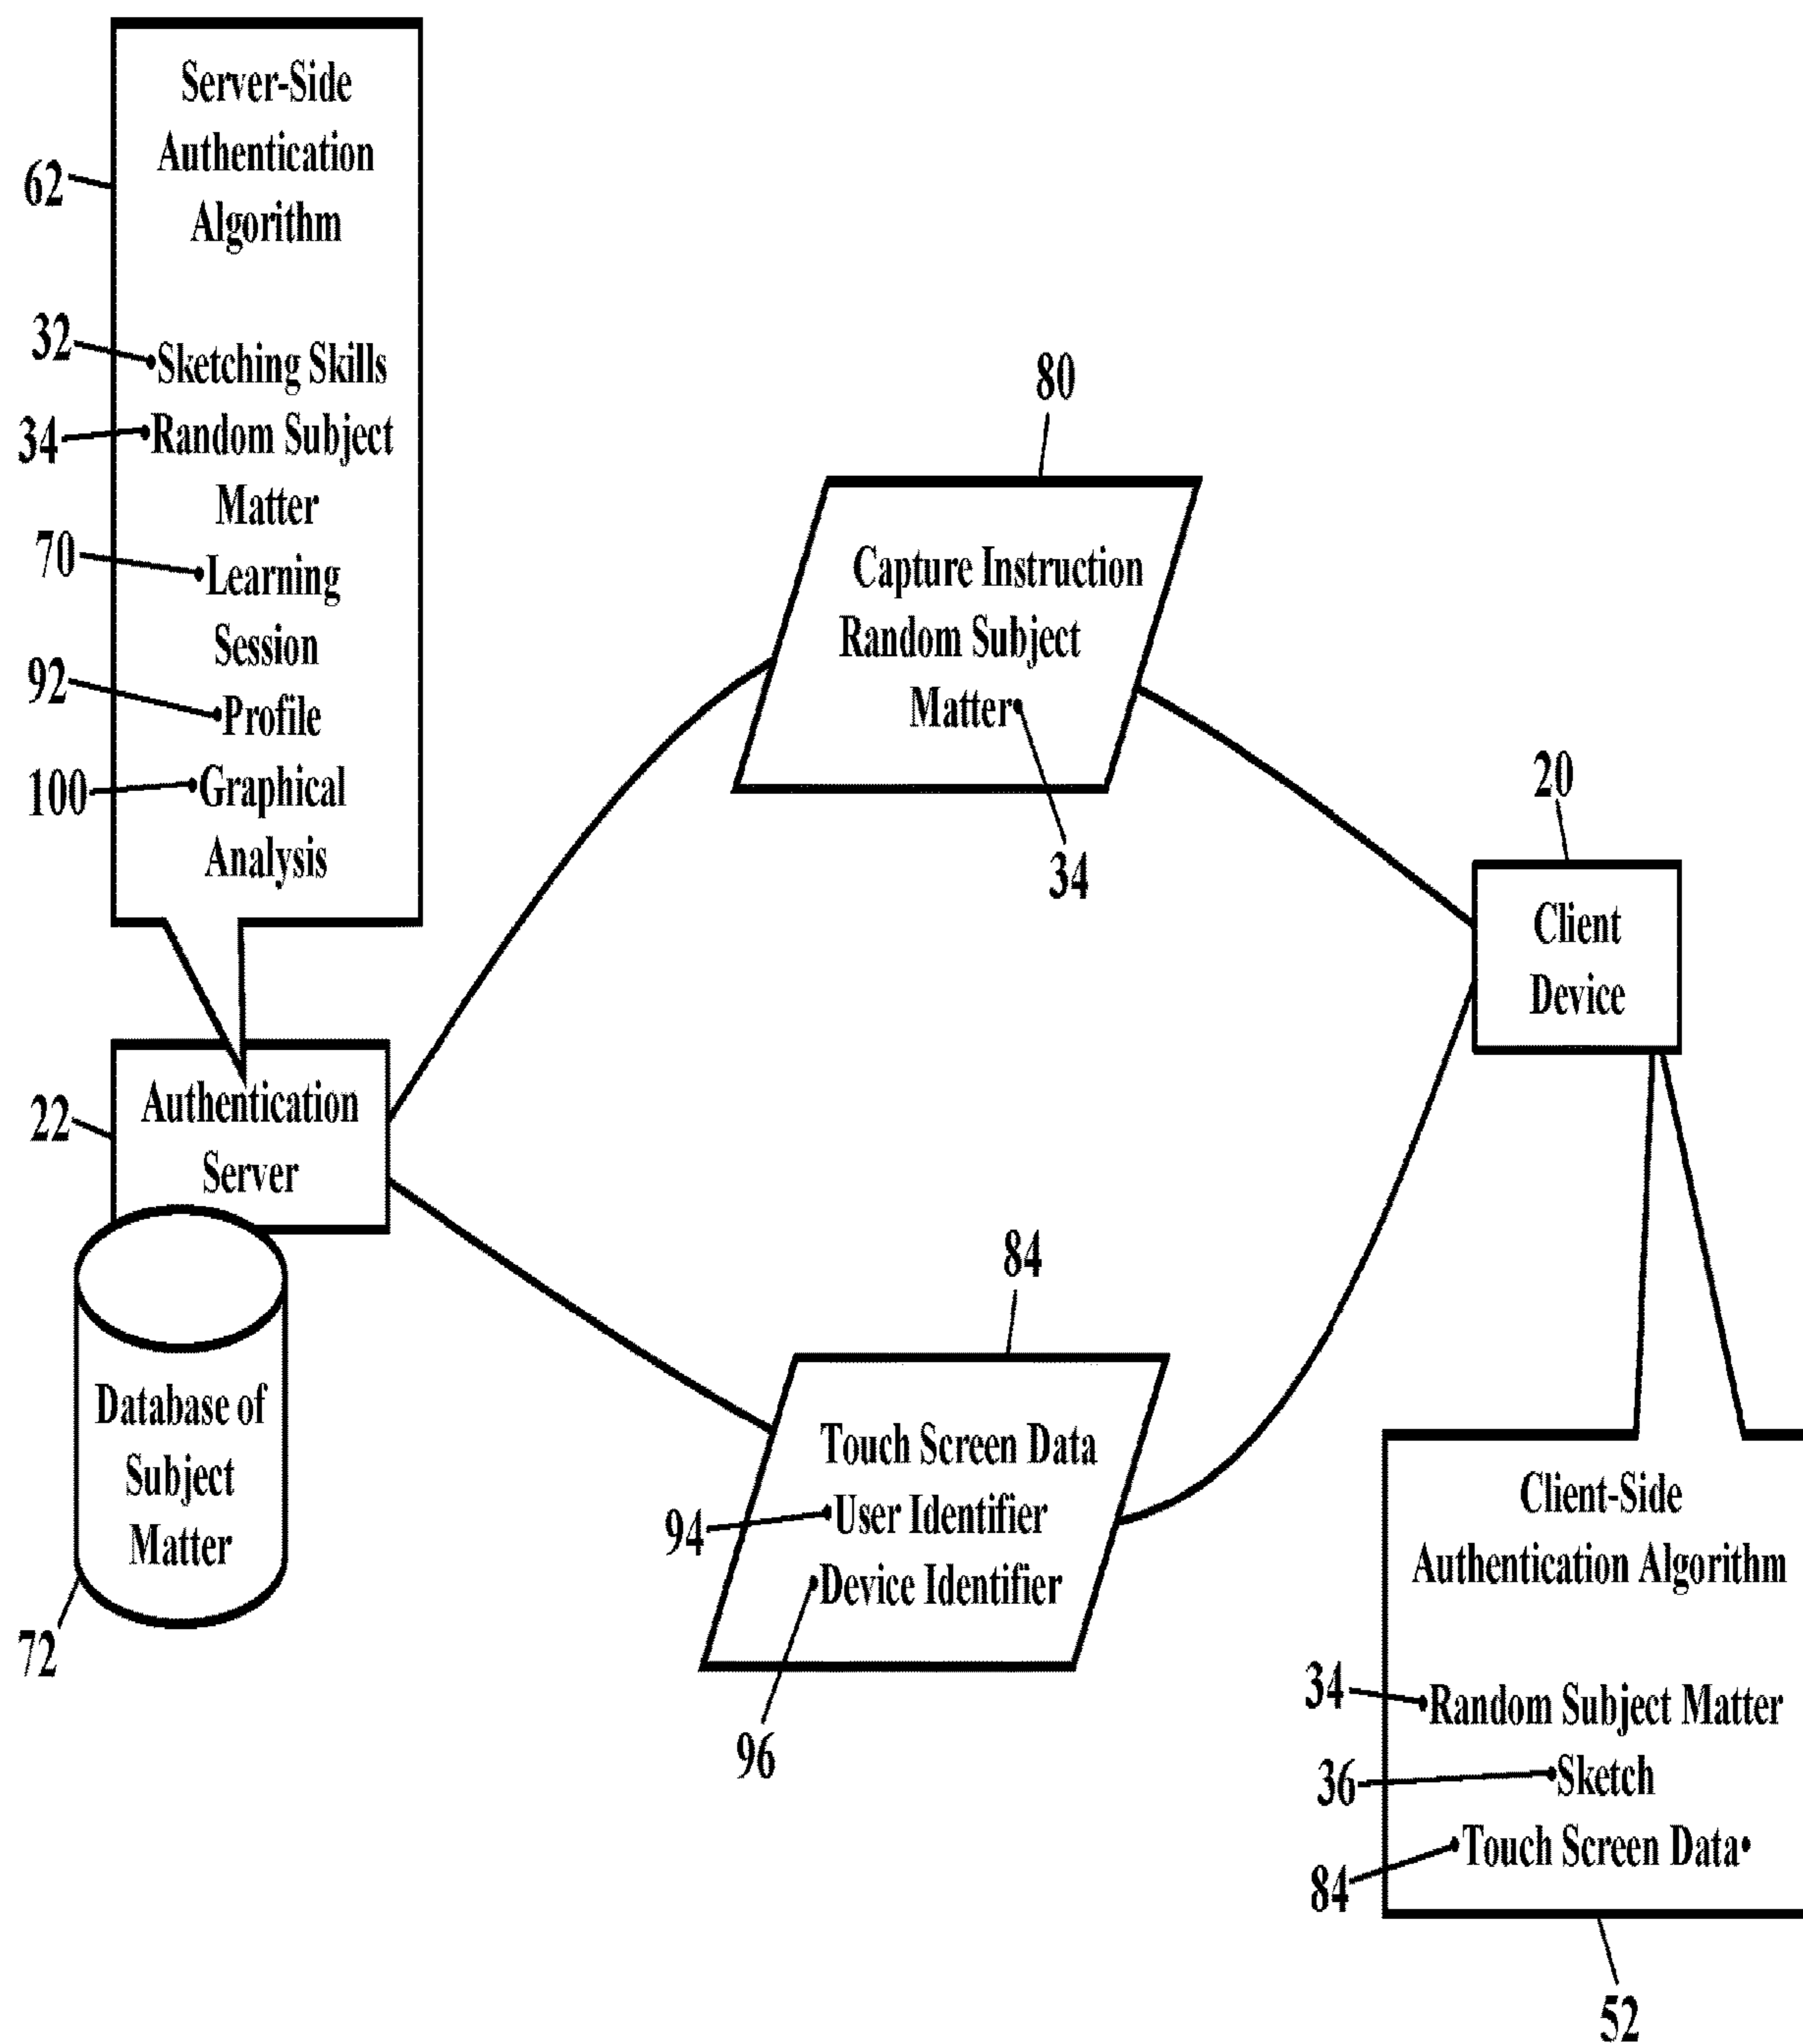 Server-Side
Authentication
Algorithm
62
32
•Sketching Skills
34
•Random Subject
Matter
70
•Learning
Session
92
•Profile
100
•Graphical
Analysis
80
Capture Instruction
Random Subject
Matter•
34
20
Client
Device
22
Authentication
Server
Database of
Subject
Matter
72
84
Touch Screen Data
94
•User Identifier
•Device Identifier
96
Client-Side
Authentication Algorithm
34
•Random Subject Matter
36
•Sketch
•Touch Screen Data•
84
52